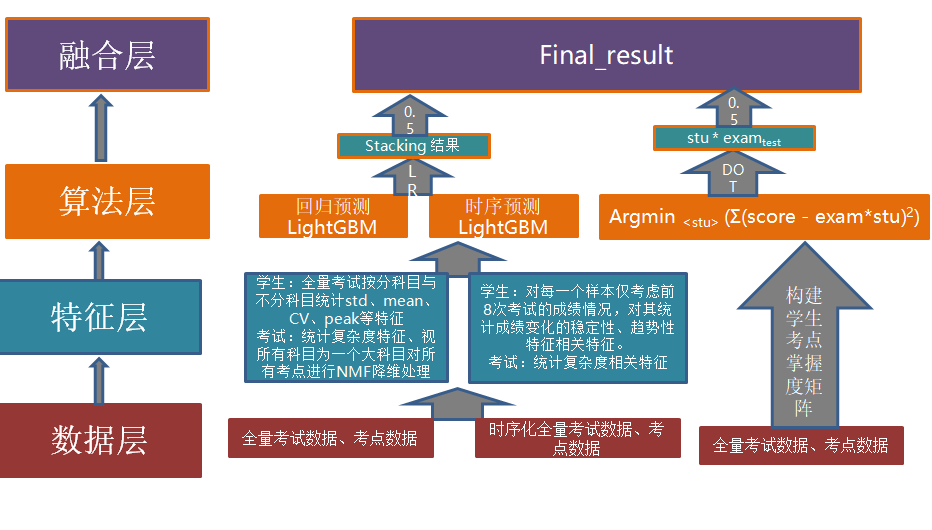 融合层
Final_result
0.
5
0.
5
Stacking 结果
stu * examtest
算法层
L
R
DO
T
回归预测
LightGBM
时序预测
LightGBM
Argmin <stu> (Σ(score - exam*stu)2)
特征层
学生：全量考试按分科目与
不分科目统计std、mean、
CV、peak等特征
考试：统计复杂度特征、视
所有科目为一个大科目对所
有考点进行NMF降维处理
学生：对每一个样本仅考虑前
8次考试的成绩情况，对其统
计成绩变化的稳定性、趋势性
特征相关特征。
考试：统计复杂度相关特征
构建
学生
考点
掌握
度矩
阵
数据层
全量考试数据、考点数据
时序化全量考试数据、考
点数据
全量考试数据、考点数据